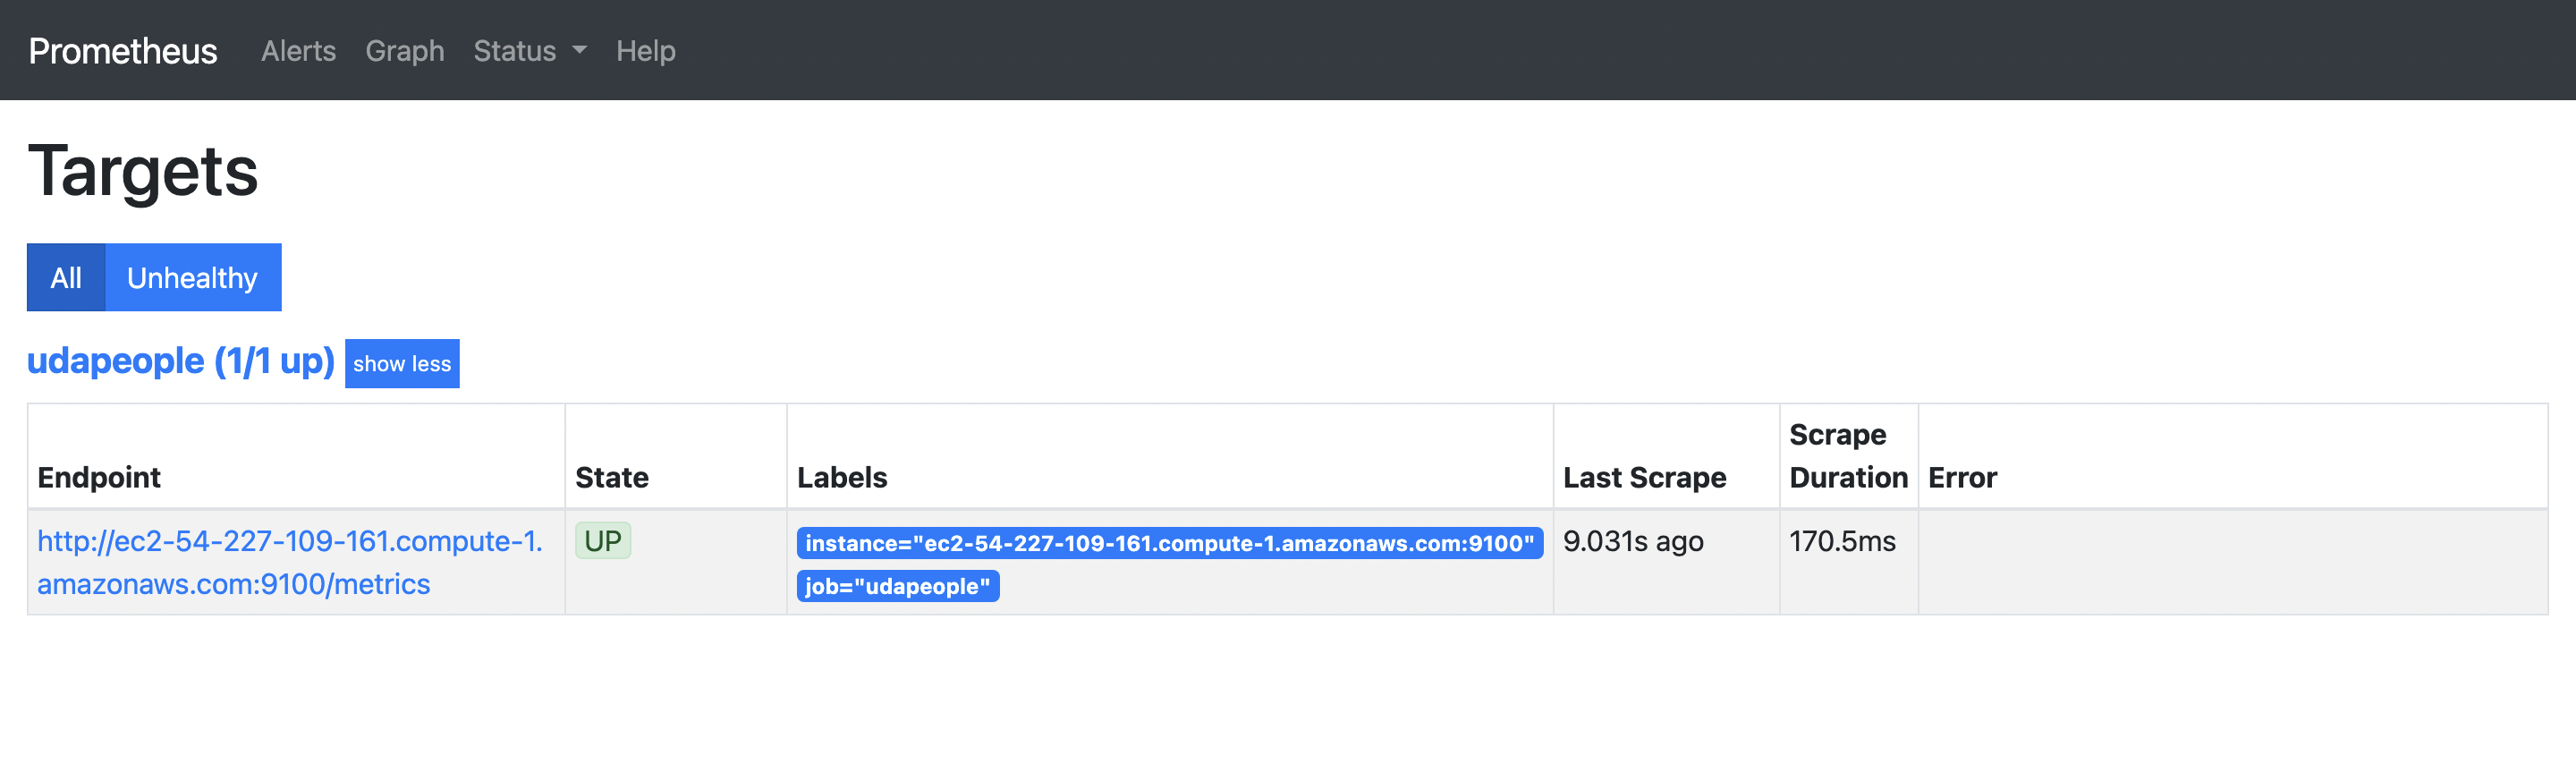 Prometheus Alerts Graph Status Help
Targets
All Unhealthy
udapeople (1/1 up) show less
Endpoint State Labels Last Scrape Scrape Duration Error
http://ec2-54-227-109-161.compute-1.
amazonaws.com:9100/metrics
UP
instance="ec2-54-227-109-161.compute-1.amazonaws.com:9100"
job="udapeople"
9.031s ago
170.5ms